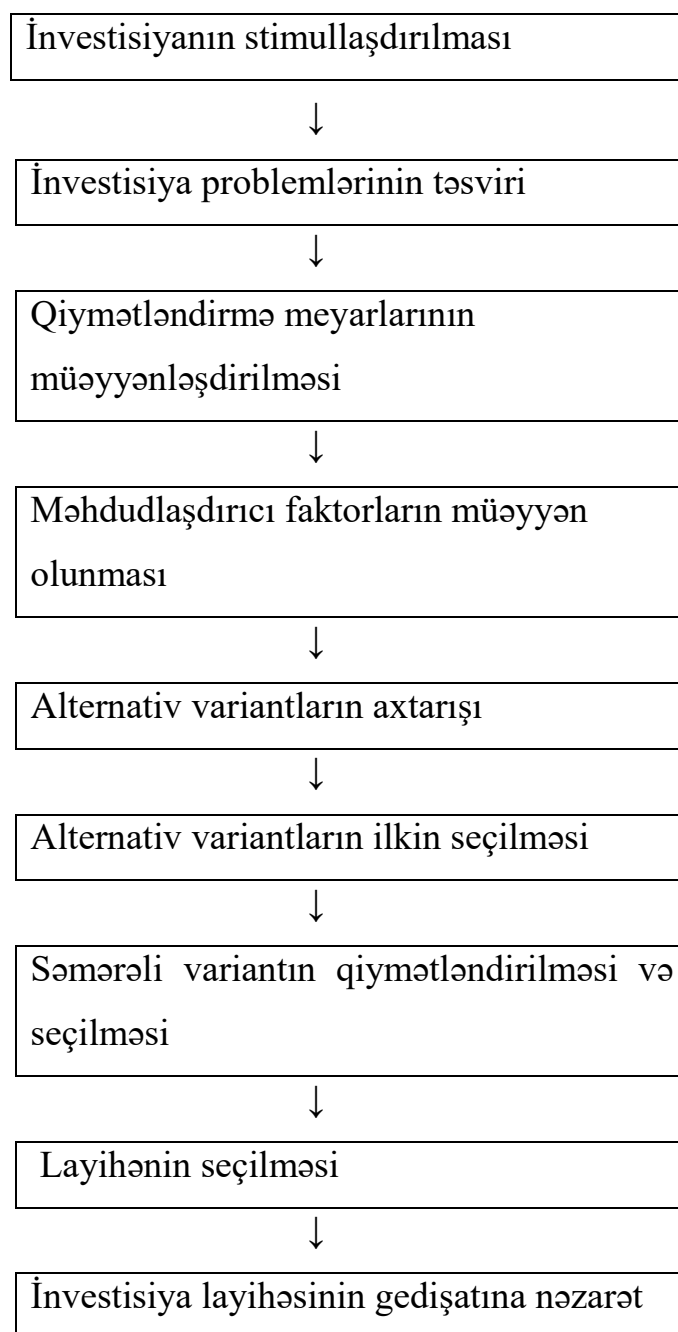 İnvestisiyanın stimullaşdırılması
↓
İnvestisiya problemlərinin təsviri
↓
Qiymətləndirmə meyarlarının
müəyyənləşdirilməsi
↓
Məhdudlaşdırıcı faktorların müəyyən
olunması
↓
Alternativ variantların axtarışı
↓
Alternativ variantların ilkin seçilməsi
↓
Səmərəli variantın qiymətləndirilməsi və
seçilməsi
↓
Layihənin seçilməsi
↓
İnvestisiya layihəsinin gedişatına nəzarət